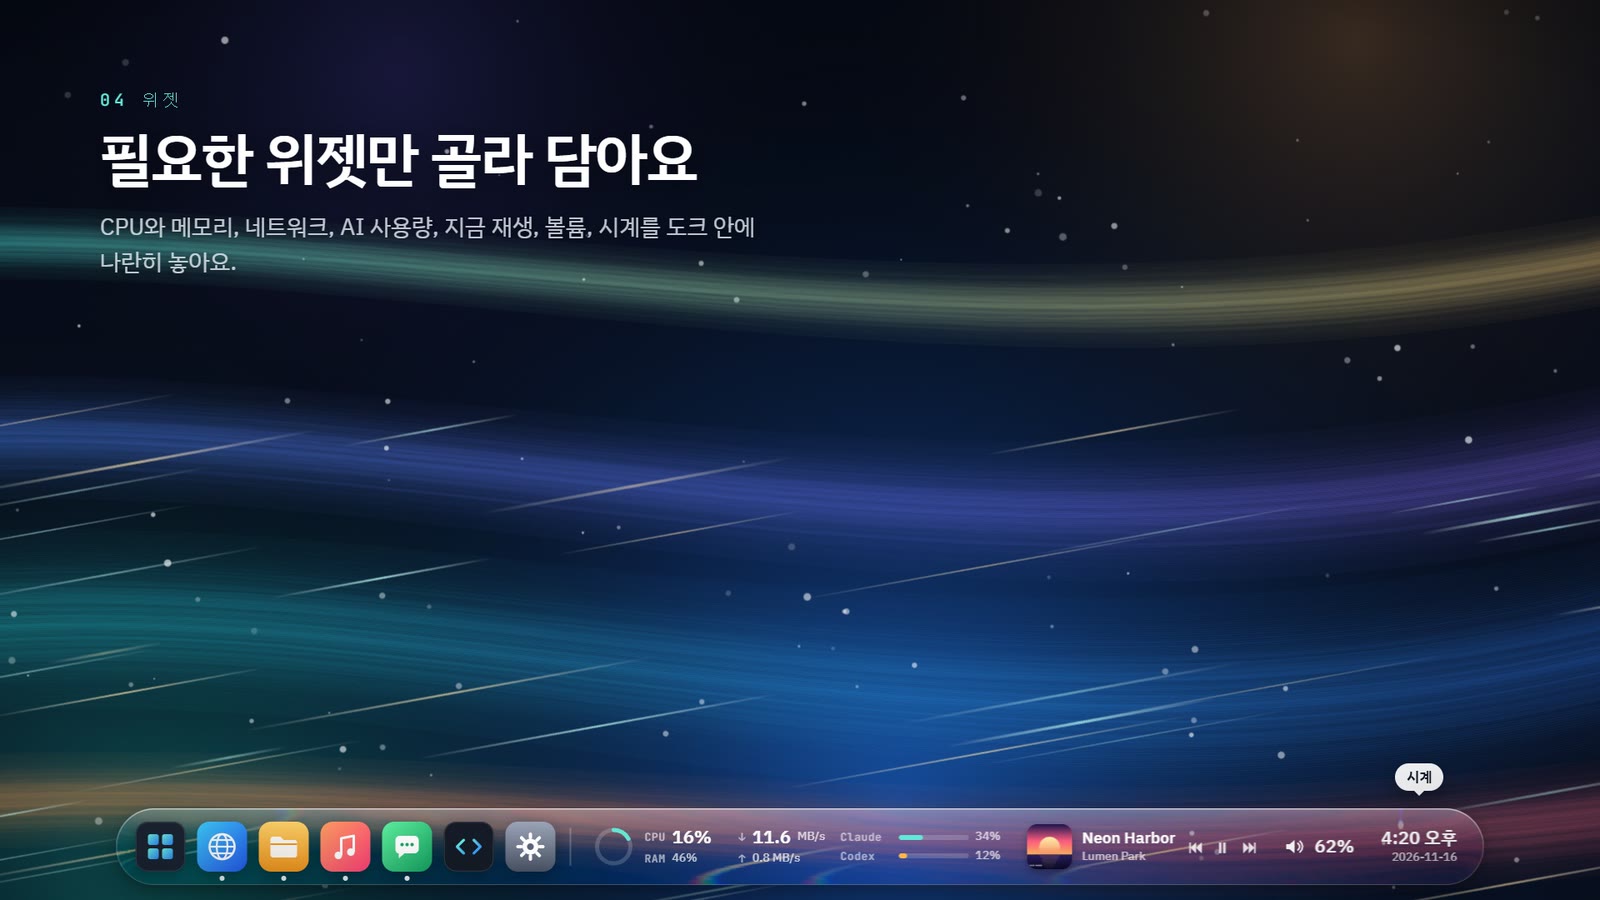 04 위젯
필요한 위젯만 골라 담아요
CPU와 메모리, 네트워크, AI 사용량, 지금 재생, 볼륨, 시계를 도크 안에
나란히 놓아요.
시계
CPU 16%
RAM 46%
↓ 11.6 MB/s
↑ 0.8 MB/s
Claude 34%
Codex 12%
Neon Harbor
Lumen Park
62%
4:20 오후
2026-11-16